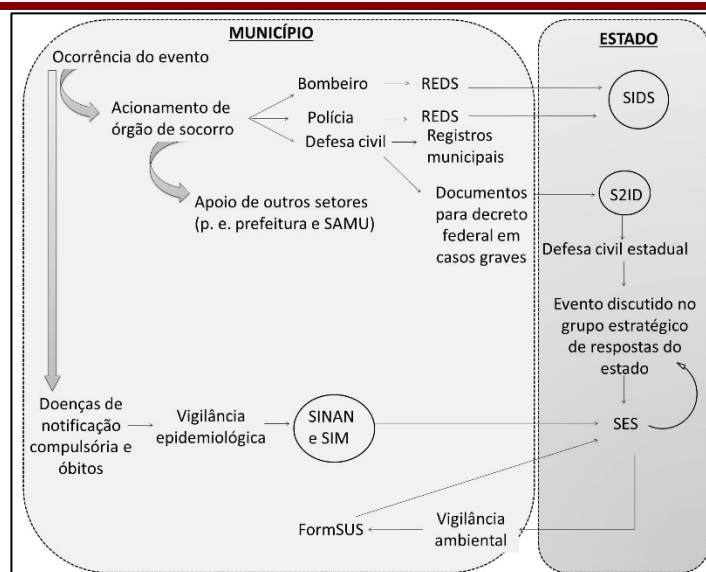 MUNICÍPIO
ESTADO
Ocorrência do evento
Acionamento de
órgão de socorro
Bombeiro
REDS
Polícia
REDS
Defesa civil
Registros
municipais
SIDS
Apoio de outros setores
(p. e. prefeitura e SAMU)
Documentos
para decreto
federal em
casos graves
S2ID
Defesa civil estadual
Evento discutido no
grupo estratégico
de respostas do
estado
Doenças de
notificação
compulsória e
óbitos
Vigilância
epidemiológica
SINAN
e SIM
SES
FormSUS
Vigilância
ambiental